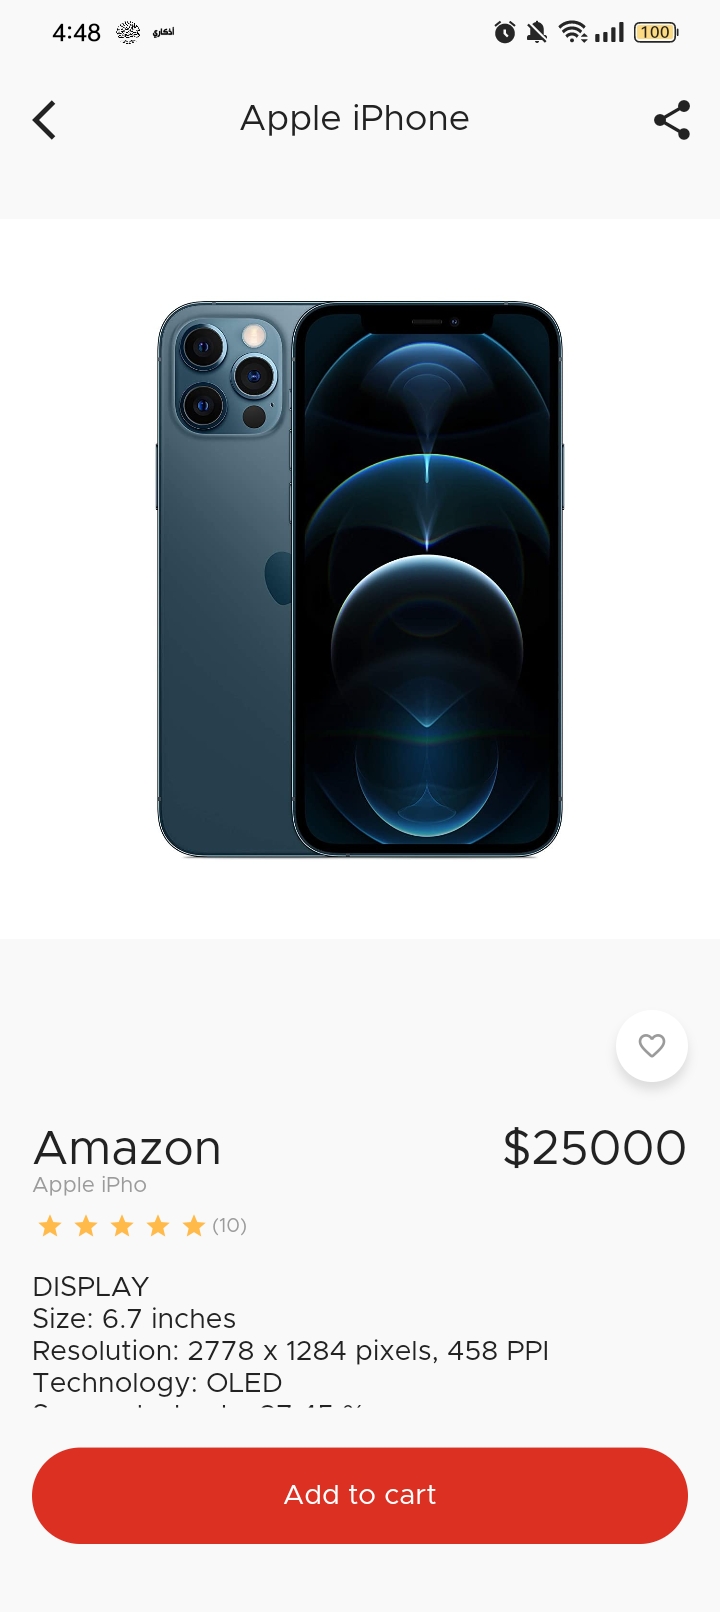 4:48 أذكاري 100
Apple iPhone
Amazon $25000
Apple iPho
(10)
DISPLAY
Size: 6.7 inches
Resolution: 2778 x 1284 pixels, 458 PPI
Technology: OLED
Add to cart